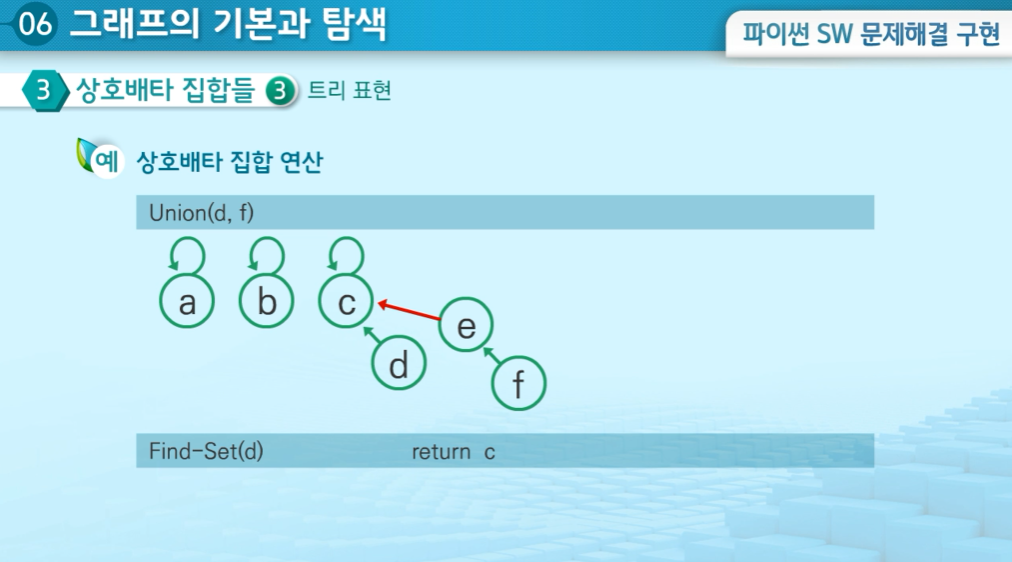 06 그래프의 기본과 탐색
파이썬 SW 문제해결 구현
3 상호배타 집합들 3 트리 표현
예 상호배타 집합 연산
Union(d, f)
a b c e
d f
Find-Set(d) return c